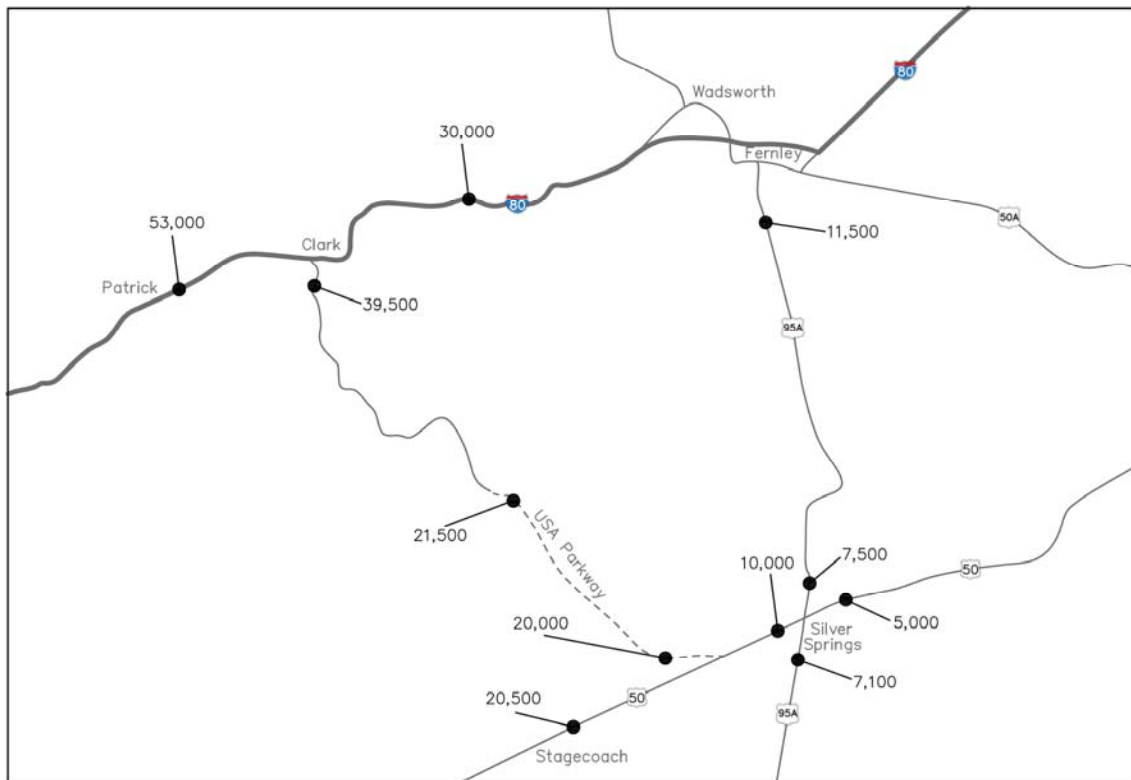 80
Wadsworth
30,000
Fernley
80
53,000
50A
Clark
11,500
Patrick
39,500
95A
21,500
USA Parkway
10,000
7,500
50
20,000
Silver
Springs
5,000
7,100
20,500
50
95A
Stagecoach